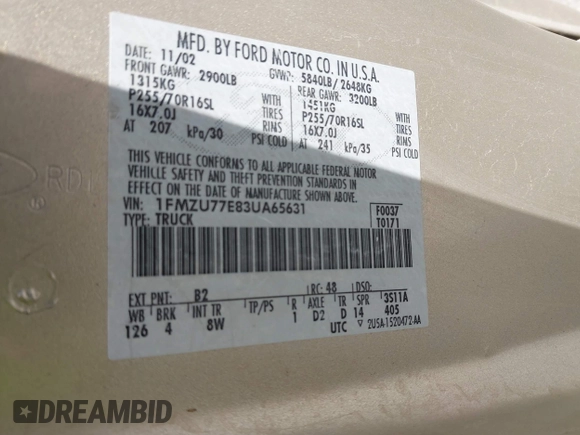 MFD. BY FORD MOTOR CO. IN U.S.A.
DATE: 11/02 GVWR: 5840LB/ 2648KG
FRONT GAWR: 2900LB REAR GAWR: 3200LB
1315KG WITH 1451KG WITH
P255/70R16SL TIRES P255/70R16SL TIRES
16X7.0J RIMS 16X7.0J RIMS
AT 207 kPa/30 PSI COLD AT 241 kPa/35 PSI COLD
THIS VEHICLE CONFORMS TO ALL APPLICABLE FEDERAL MOTOR
VEHICLE SAFETY AND THEFT PREVENTION STANDARDS IN
EFFECT ON THE DATE OF MANUFACTURE SHOWN ABOVE.
VIN: 1FMZU77E83UA65631 F0037
TYPE: TRUCK T0171
EXT PNT: B2 RC: 48 DSO:
WB BRK INT TR TP/PS R AXLE TR SPR 3S11A
126 4 8W 1 D2 D 14 405
UTC ▽ 2U5A-1520472-AA
DREAMBID